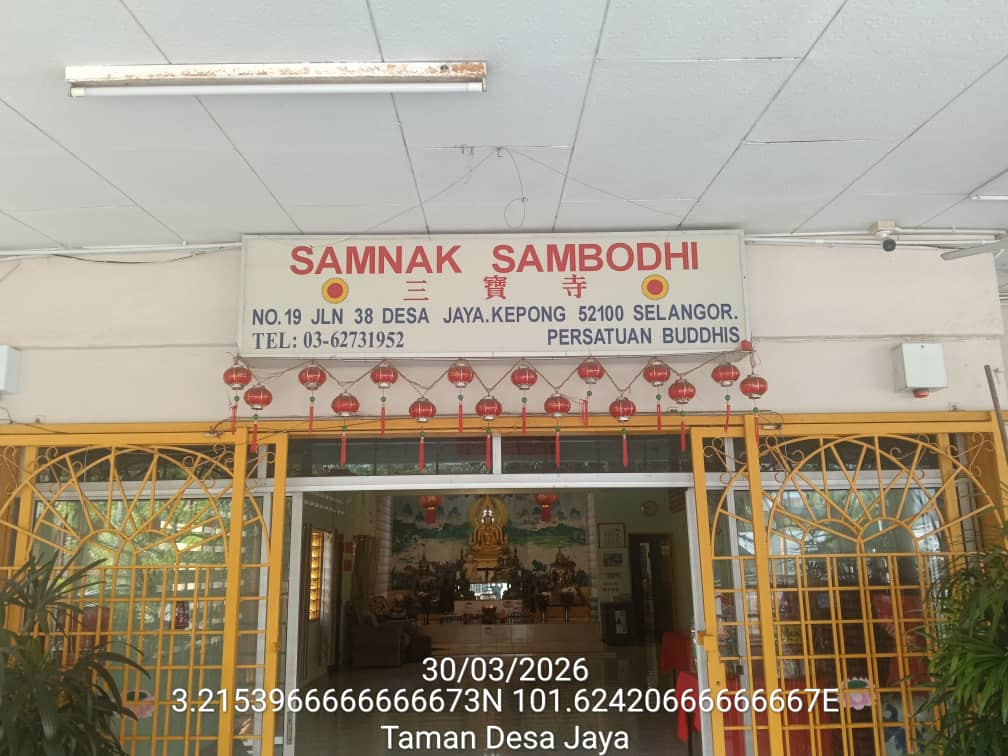 SAMNAK SAMBODHI
三 寶 寺
NO. 19 JLN 38 DESA JAYA.KEPONG 52100 SELANGOR.
TEL: 03-62731952 PERSATUAN BUDDHIS
30/03/2026
3.2153966666666673N 101.62420666666667E
Taman Desa Jaya